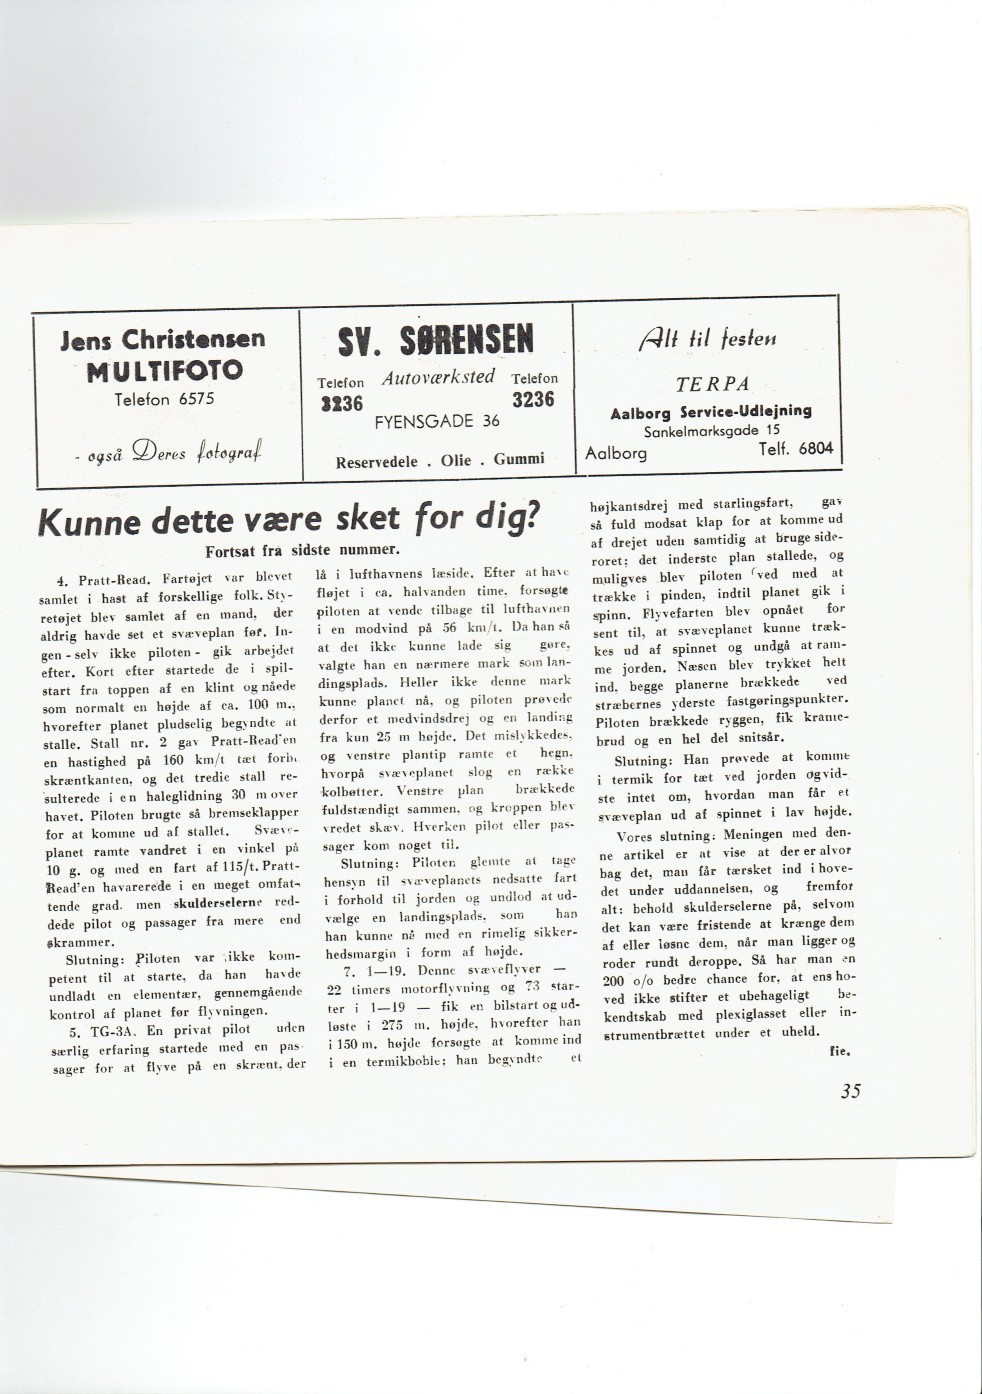 Jens Christensen
MULTIFOTO
Telefon 6575
- også Deres fotograf
SV. SØRENSEN
Telefon Autoværksted Telefon
3236 3236
FYENSGADE 36
Reservedele . Olie . Gummi
Alt til festen
TERPA
Aalborg Service-Udlejning
Sankelmarksgade 15
Aalborg Telf. 6804
Kunne dette være sket for dig?
Fortsat fra sidste nummer.
4. Pratt-Read. Fartøjet var blevet
samlet i hast af forskellige folk. Sty-
retøjet blev samlet af en mand, der
aldrig havde set et svæveplan før. In-
gen - selv ikke piloten - gik arbejdet
efter. Kort efter startede de i spil-
start fra toppen af en klint og nåede
som normalt en højde af ca. 100 m.,
hvorefter planet pludselig begyndte at
stalle. Stall nr. 2 gav Pratt-Read'en
en hastighed på 160 km/t tæt forbi
skræntkanten, og det tredie stall re-
sulterede i en haleglidning 30 m over
havet. Piloten brugte så bremseklapper
for at komme ud af stallet. Svæve-
planet ramte vandret i en vinkel på
10 g. og med en fart af 115/t. Pratt-
Read'en havarerede i en meget omfat-
tende grad. men skulderselerne red-
dede pilot og passager fra mere end
skrammer.
Slutning: Piloten var ikke kom-
petent til at starte, da han havde
undladt en elementær, gennemgående
kontrol af planet før flyvningen.
5. TG-3A. En privat pilot uden
særlig erfaring startede med en pas-
sager for at flyve på en skrænt, der
lå i lufthavnens læside. Efter at have
fløjet i ca. halvanden time, forsøgte
piloten at vende tilbage til lufthavnen
i en modvind på 56 km/t. Da han så
at det ikke kunne lade sig gøre,
valgte han en nærmere mark som lan-
dingsplads. Heller ikke denne mark
kunne planet nå, og piloten prøvede
derfor et medvindsdrej og en landing
fra kun 25 m højde. Det mislykkedes,
og venstre plantip ramte et hegn,
hvorpå svæveplanet slog en række
kolbøtter. Venstre plan brækkede
fuldstændigt sammen, og kroppen blev
vredet skæv. Hverken pilot eller pas-
sager kom noget til.
Slutning: Piloten glemte at tage
hensyn til svæveplanets nedsatte fart
i forhold til jorden og undlod at ud-
vælge en landingsplads, som han
han kunne nå med en rimelig sikker-
hedsmargin i form af højde.
7. 1—19. Denne svæveflyver —
22 timers motorflyvning og 73 star-
ter i 1—19 — fik en bilstart og ud-
løste i 275 m. højde, hvorefter han
i 150 m. højde forsøgte at komme ind
i en termikboble; han begyndte et
højkantsdrej med starlingsfart, gav
så fuld modsat klap for at komme ud
af drejet uden samtidig at bruge side-
roret; det inderste plan stallede, og
muligves blev piloten ved med at
trække i pinden, indtil planet gik i
spinn. Flyvefarten blev opnået for
sent til, at svæveplanet kunne træk-
kes ud af spinnet og undgå at ram-
me jorden. Næsen blev trykket helt
ind, begge planerne brækkede ved
stræbernes yderste fastgøringspunkter.
Piloten brækkede ryggen, fik kranie-
brud og en hel del snitsår.
Slutning: Han prøvede at komme
i termik for tæt ved jorden og vid-
ste intet om, hvordan man får et
svæveplan ud af spinnet i lav højde.
Vores slutning: Meningen med den-
ne artikel er at vise at der er alvor
bag det, man får tærsket ind i hove-
det under uddannelsen, og fremfor
alt: behold skulderselerne på, selvom
det kan være fristende at krænge dem
af eller løsne dem, når man ligger og
roder rundt deroppe. Så har man en
200 o/o bedre chance for, at ens ho-
ved ikke stifter et ubehageligt be-
kendtskab med plexiglasset eller in-
strumentbrættet under et uheld.
fie.
35